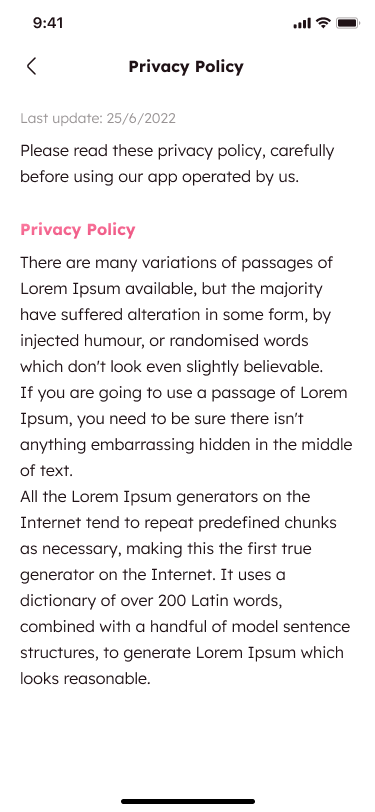 9:41
Privacy Policy
Last update: 25/6/2022
Please read these privacy policy, carefully
before using our app operated by us.
Privacy Policy
There are many variations of passages of
Lorem Ipsum available, but the majority
have suffered alteration in some form, by
injected humour, or randomised words
which don't look even slightly believable.
If you are going to use a passage of Lorem
Ipsum, you need to be sure there isn't
anything embarrassing hidden in the middle
of text.
All the Lorem Ipsum generators on the
Internet tend to repeat predefined chunks
as necessary, making this the first true
generator on the Internet. It uses a
dictionary of over 200 Latin words,
combined with a handful of model sentence
structures, to generate Lorem Ipsum which
looks reasonable.